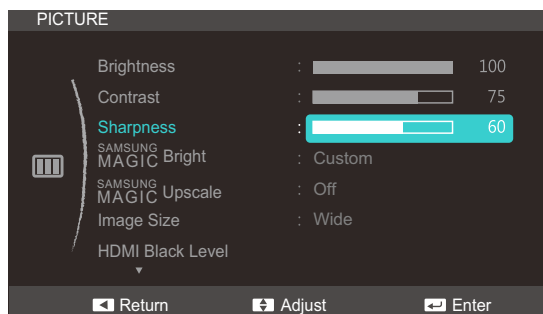 PICTURE
Brightness : 100
Contrast : 75
Sharpness : 60
SAMSUNG MAGIC Bright : Custom
SAMSUNG MAGIC Upscale : Off
Image Size : Wide
HDMI Black Level
Return Adjust Enter